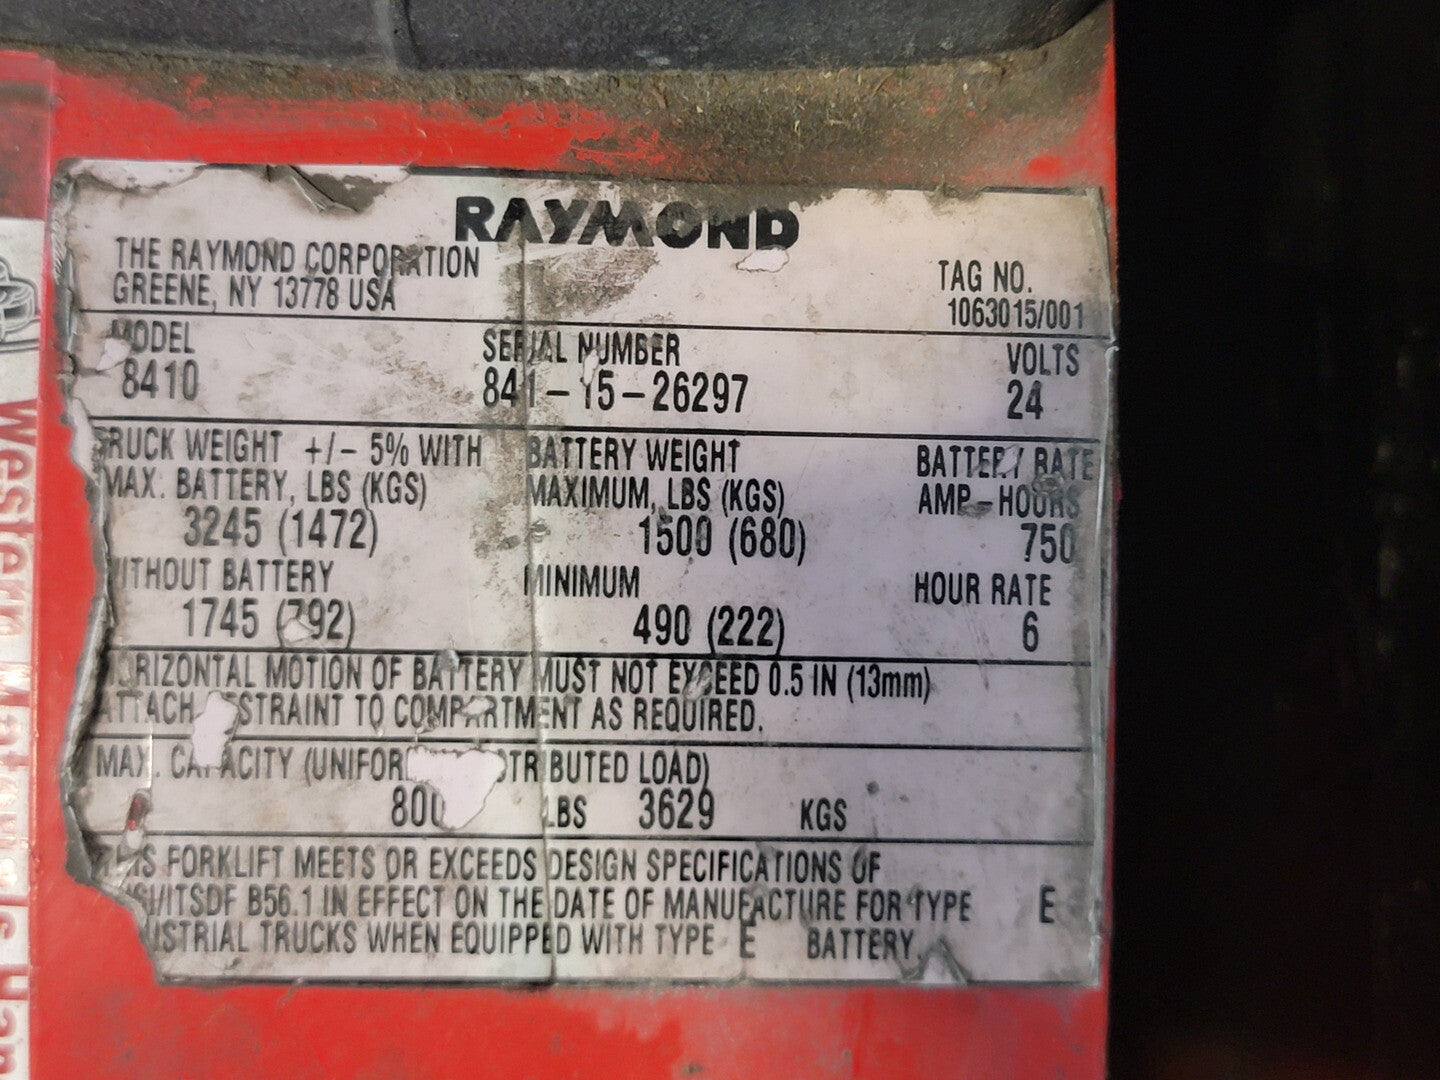 RAYMOND
THE RAYMOND CORPORATION
GREENE, NY 13778 USA
TAG NO.
1063015/001
MODEL SERIAL NUMBER VOLTS
8410 841-15-26297 24
TRUCK WEIGHT +/- 5% WITH BATTERY WEIGHT BATTERY RATE
MAX. BATTERY, LBS (KGS) MAXIMUM, LBS (KGS) AMP-HOURS
3245 (1472) 1500 (680) 750
WITHOUT BATTERY MINIMUM HOUR RATE
1745 (792) 490 (222) 6
HORIZONTAL MOTION OF BATTERY MUST NOT EXCEED 0.5 IN (13mm)
ATTACH RESTRAINT TO COMPARTMENT AS REQUIRED.
MAX. CAPACITY (UNIFOR TRIBUTED LOAD)
LBS 3629 KGS
THIS FORKLIFT MEETS OR EXCEEDS DESIGN SPECIFICATIONS OF
B56.1 IN EFFECT ON THE DATE OF MANUFACTURE FOR TYPE E
INDUSTRIAL TRUCKS WHEN EQUIPPED WITH TYPE E BATTERY.
Western Materials Han